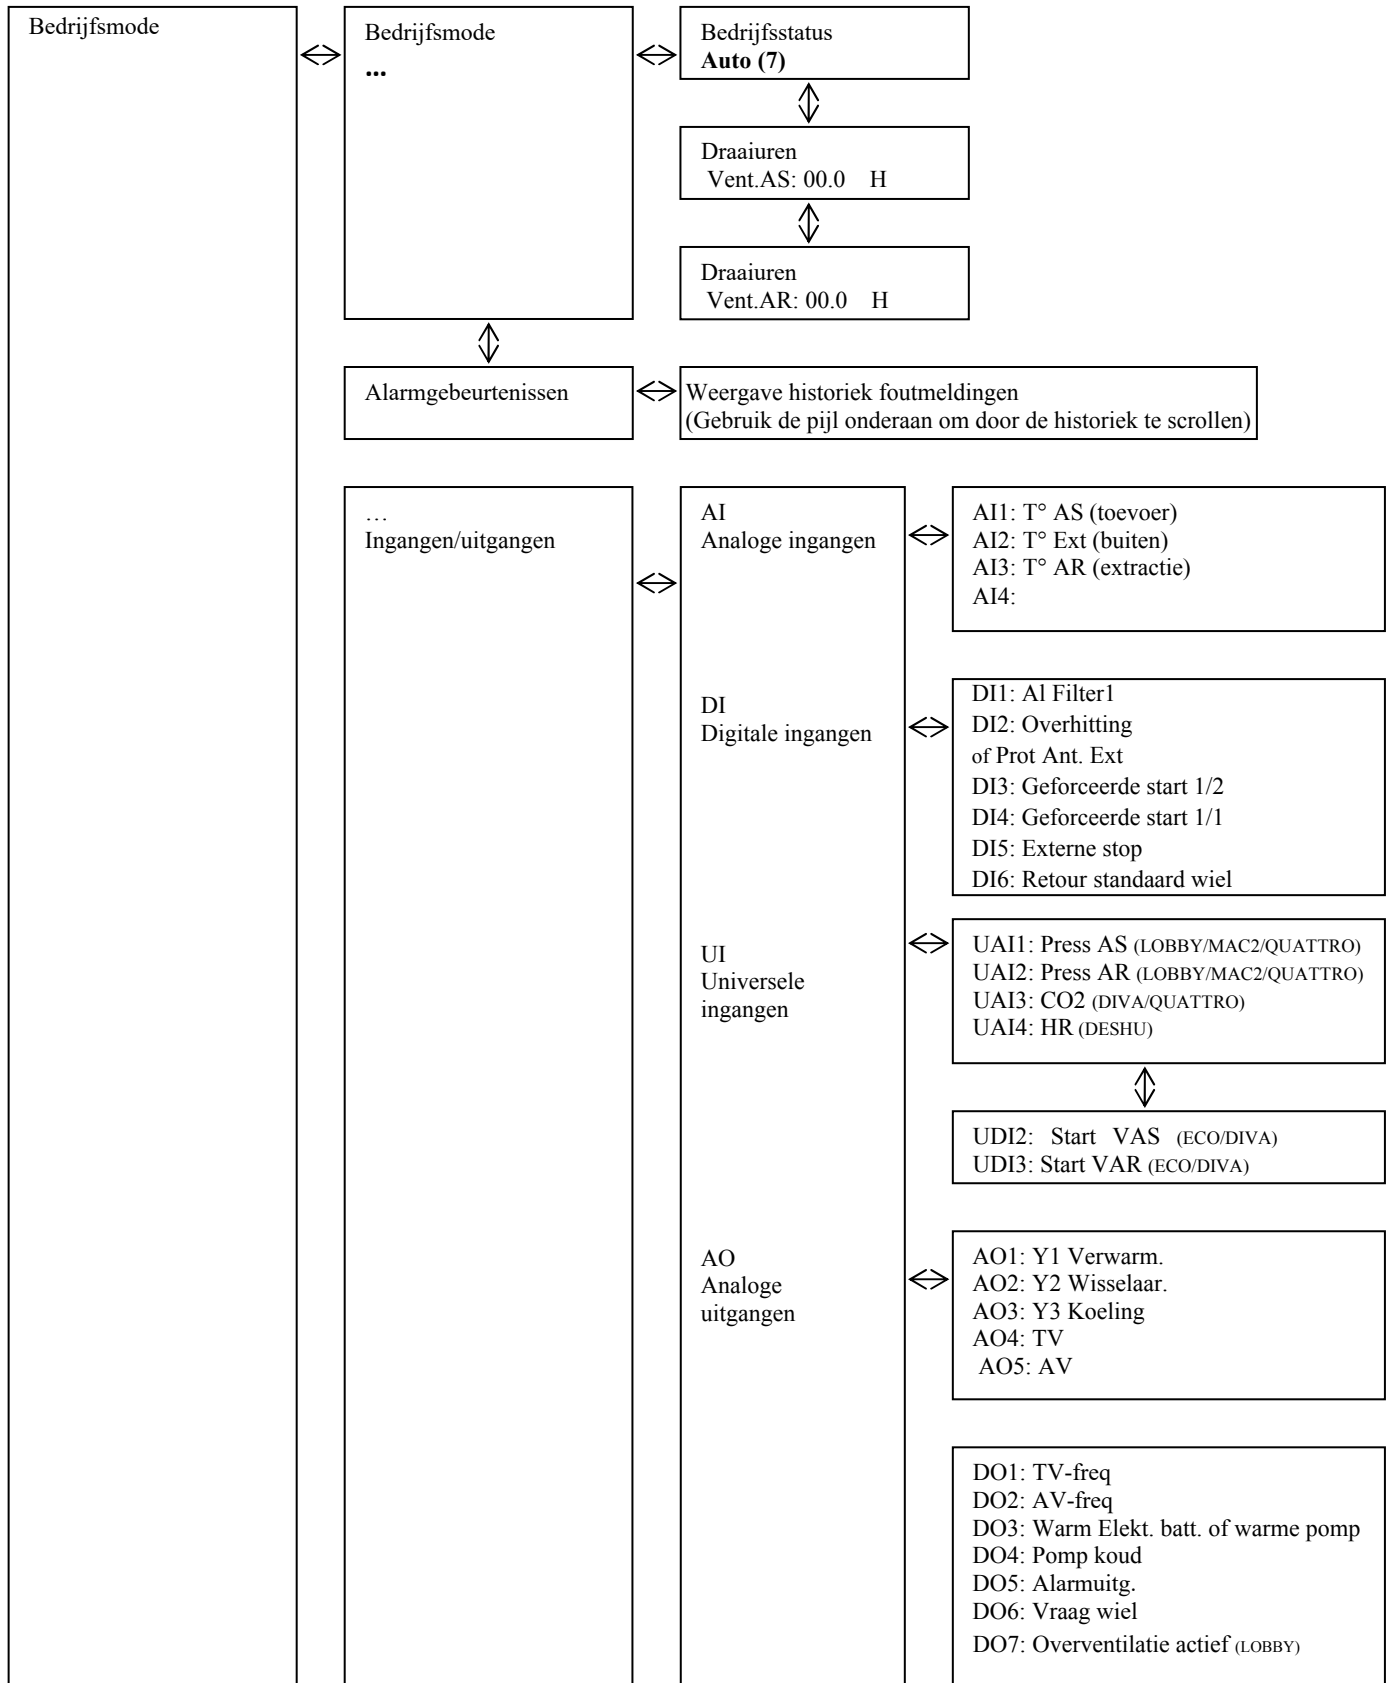 Bedrijfsmode
Bedrijfsmode
...
Bedrijfsstatus
Auto (7)
Draaiuren
Vent.AS: 00.0 H
Draaiuren
Vent.AR: 00.0 H
Alarmgebeurtenissen
Weergave historiek foutmeldingen
(Gebruik de pijl onderaan om door de historiek te scrollen)
…
Ingangen/uitgangen
AI
Analoge ingangen
AI1: T° AS (toevoer)
AI2: T° Ext (buiten)
AI3: T° AR (extractie)
AI4:
DI
Digitale ingangen
DI1: Al Filter1
DI2: Overhitting
of Prot Ant. Ext
DI3: Geforceerde start 1/2
DI4: Geforceerde start 1/1
DI5: Externe stop
DI6: Retour standaard wiel
UI
Universele
ingangen
UAI1: Press AS (LOBBY/MAC2/QUATTRO)
UAI2: Press AR (LOBBY/MAC2/QUATTRO)
UAI3: CO2 (DIVA/QUATTRO)
UAI4: HR (DESHU)
UDI2: Start VAS (ECO/DIVA)
UDI3: Start VAR (ECO/DIVA)
AO
Analoge
uitgangen
AO1: Y1 Verwarm.
AO2: Y2 Wisselaar.
AO3: Y3 Koeling
AO4: TV
AO5: AV
DO1: TV-freq
DO2: AV-freq
DO3: Warm Elekt. batt. of warme pomp
DO4: Pomp koud
DO5: Alarmuitg.
DO6: Vraag wiel
DO7: Overventilatie actief (LOBBY)